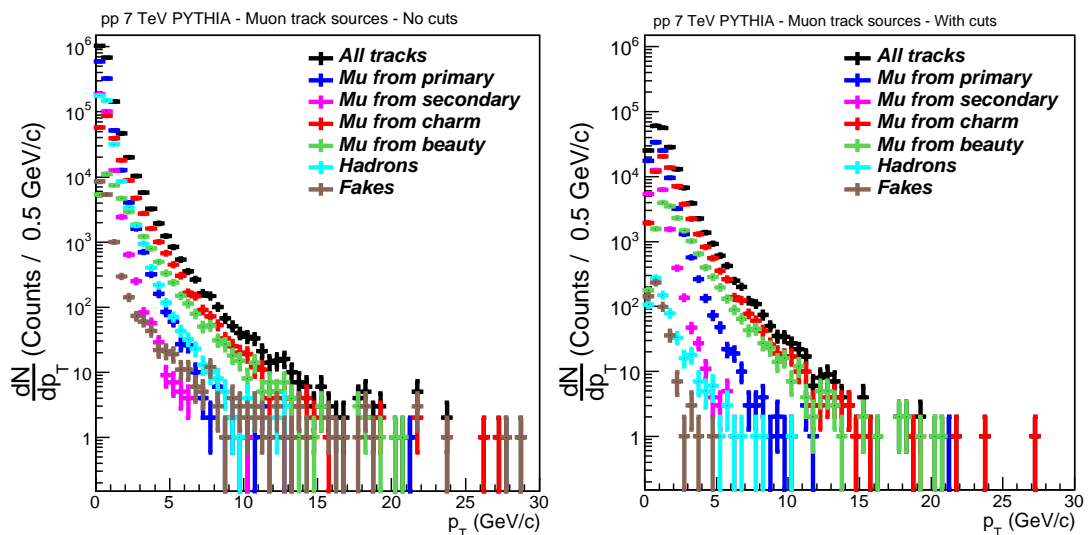 pp 7 TeV PYTHIA - Muon track sources - No cuts
dN/dp_T (Counts / 0.5 GeV/c)
10^6
10^5
10^4
10^3
10^2
10
1
All tracks
Mu from primary
Mu from secondary
Mu from charm
Mu from beauty
Hadrons
Fakes
0 5 10 15 20 25 30
p_T (GeV/c)
pp 7 TeV PYTHIA - Muon track sources - With cuts
dN/dp_T (Counts / 0.5 GeV/c)
10^6
10^5
10^4
10^3
10^2
10
1
All tracks
Mu from primary
Mu from secondary
Mu from charm
Mu from beauty
Hadrons
Fakes
0 5 10 15 20 25 30
p_T (GeV/c)